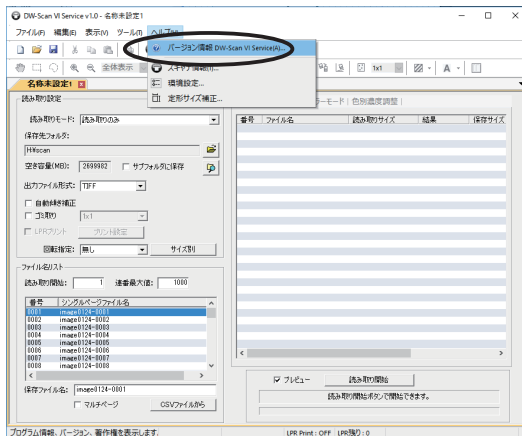 DW-Scan VI Service v1.0 - 名称未設定1
ファイル(F) 編集(E) 表示(V) ツール(T) ヘルプ(H)
バージョン情報 DW-Scan VI Service(A)...
全体表示 スキャナ情報(I)... 1x1 A
環境設定...
定形サイズ補正...
名称未設定1
読み取り設定
読み取りモード: 読み取りのみ
保存先フォルダ:
H:¥scan
空き容量(MB): 2699982 サブフォルダに保存
出力ファイル形式: TIFF
自動傾き補正
ゴミ取り 1x1
LPRプリント プリント設定
回転指定: 無し サイズ別
ファイル名リスト
読み取り開始: 1 連番最大値: 1000
番号 シングルページファイル名
0001 image0124-0001
0002 image0124-0002
0003 image0124-0003
0004 image0124-0004
0005 image0124-0005
0006 image0124-0006
0007 image0124-0007
0008 image0124-0008
保存ファイル名: image0124-0001
マルチページ CSVファイルから
ラーモード 色別濃度調整
番号 ファイル名 読み取りサイズ 結果 保存サイズ
プレビュー 読み取り開始
読み取り開始ボタンで開始できます。
プログラム情報、バージョン、著作権を表示します。 LPR Print : OFF LPR残り : 0